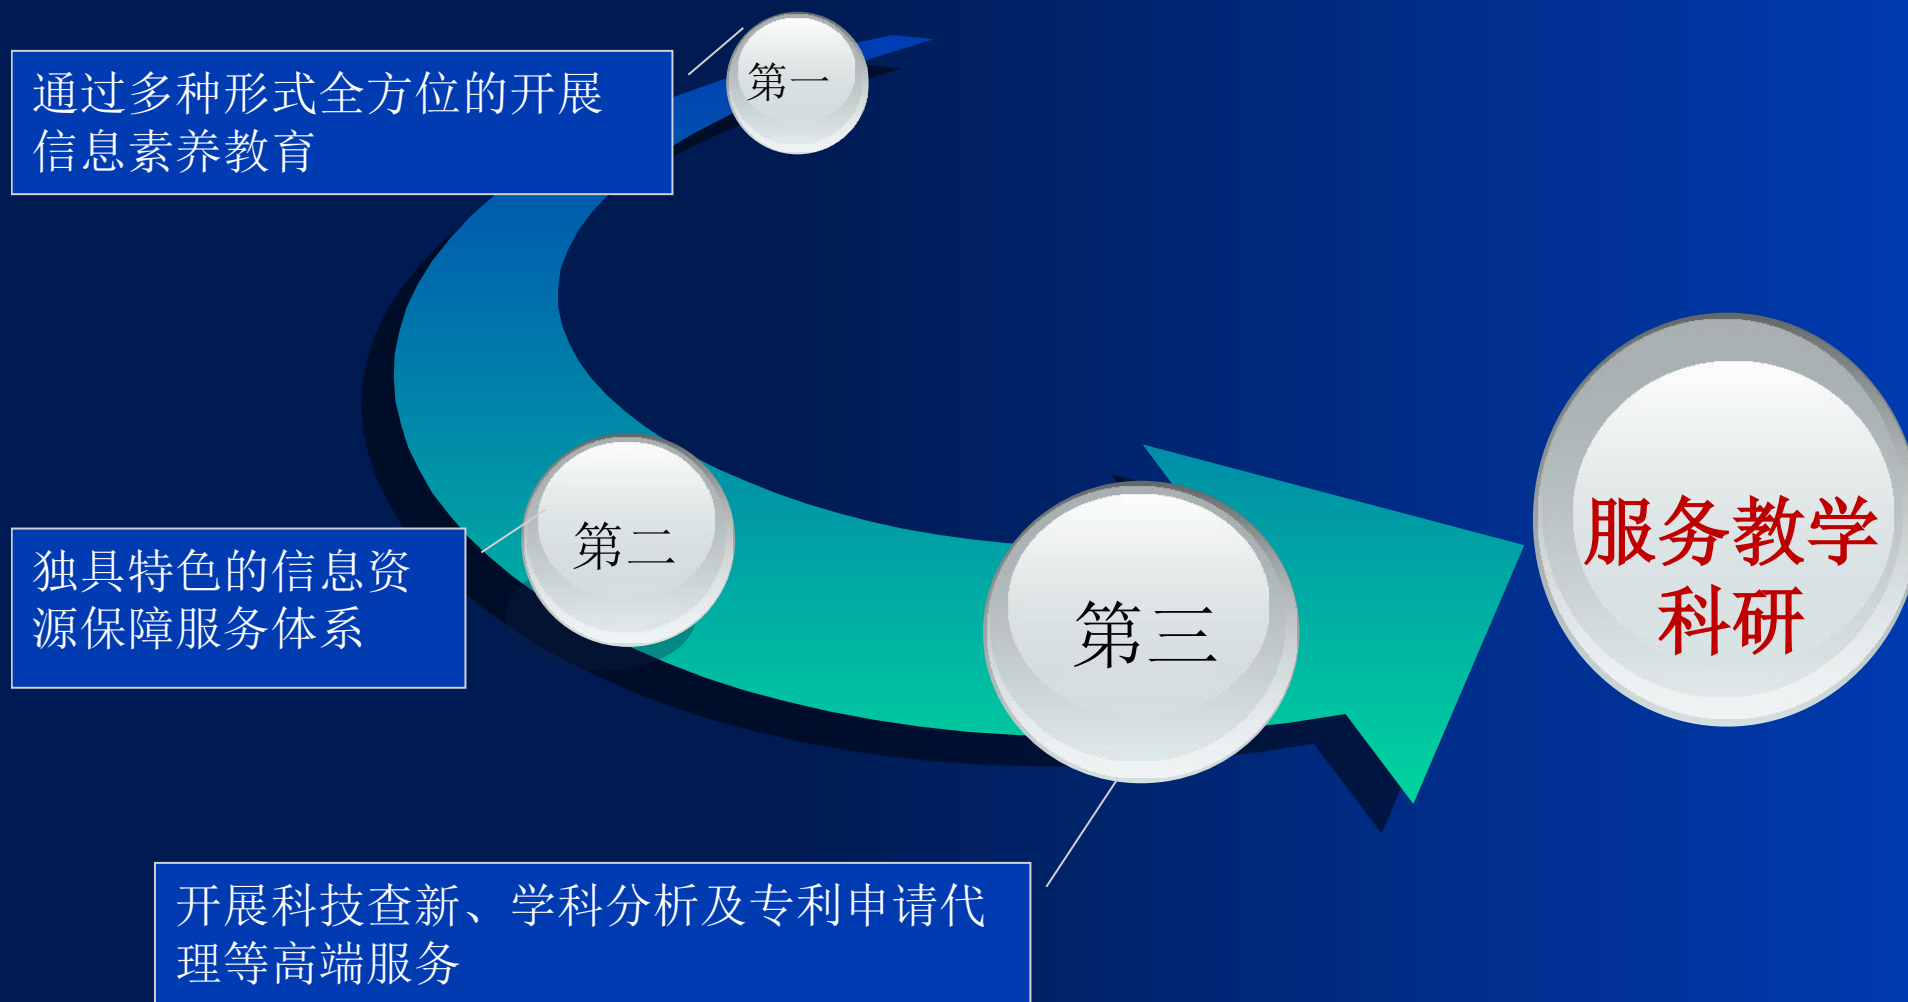 第一
通过多种形式全方位的开展
信息素养教育
第二
独具特色的信息资
源保障服务体系
第三
开展科技查新、学科分析及专利申请代
理等高端服务
服务教学
科研